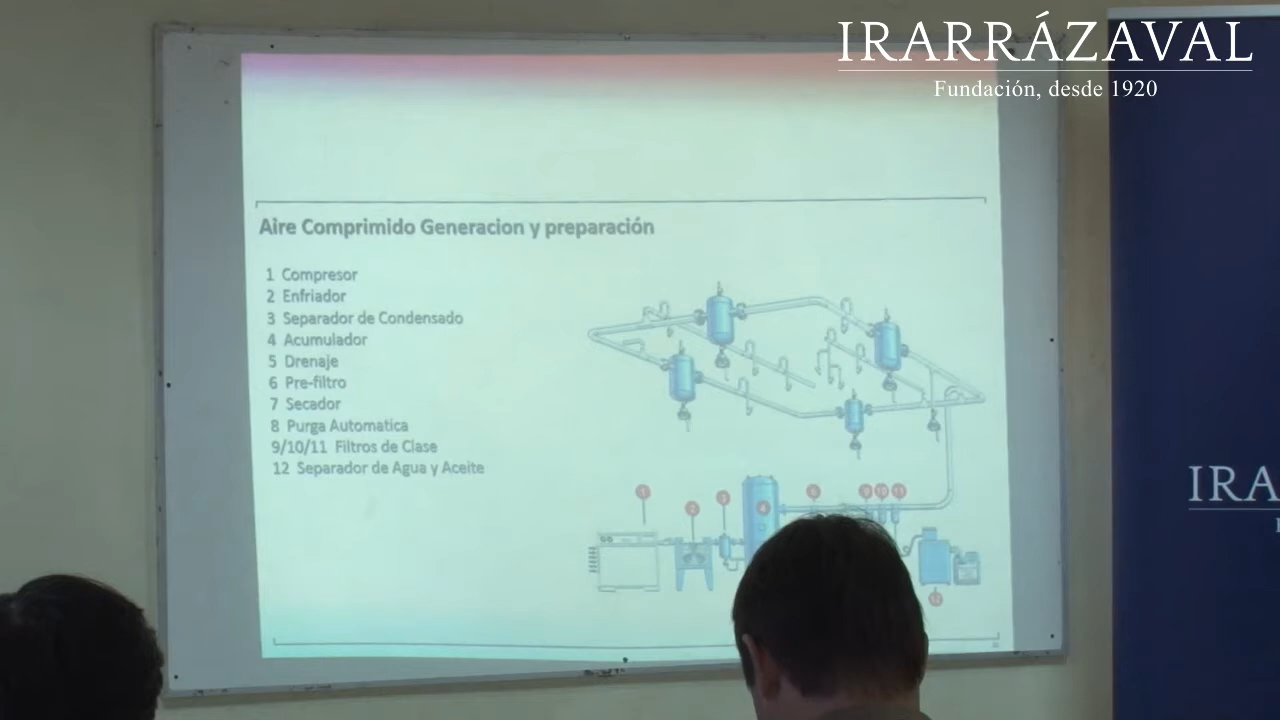 IRARRÁZAVAL
Fundación, desde 1920
Aire Comprimido Generacion y preparación
1 Compresor
2 Enfriador
3 Separador de Condensado
4 Acumulador
5 Drenaje
6 Pre-filtro
7 Secador
8 Purga Automatica
9/10/11 Filtros de Clase
12 Separador de Agua y Aceite
1
2
3
4
6
9
10
11
12
IRA